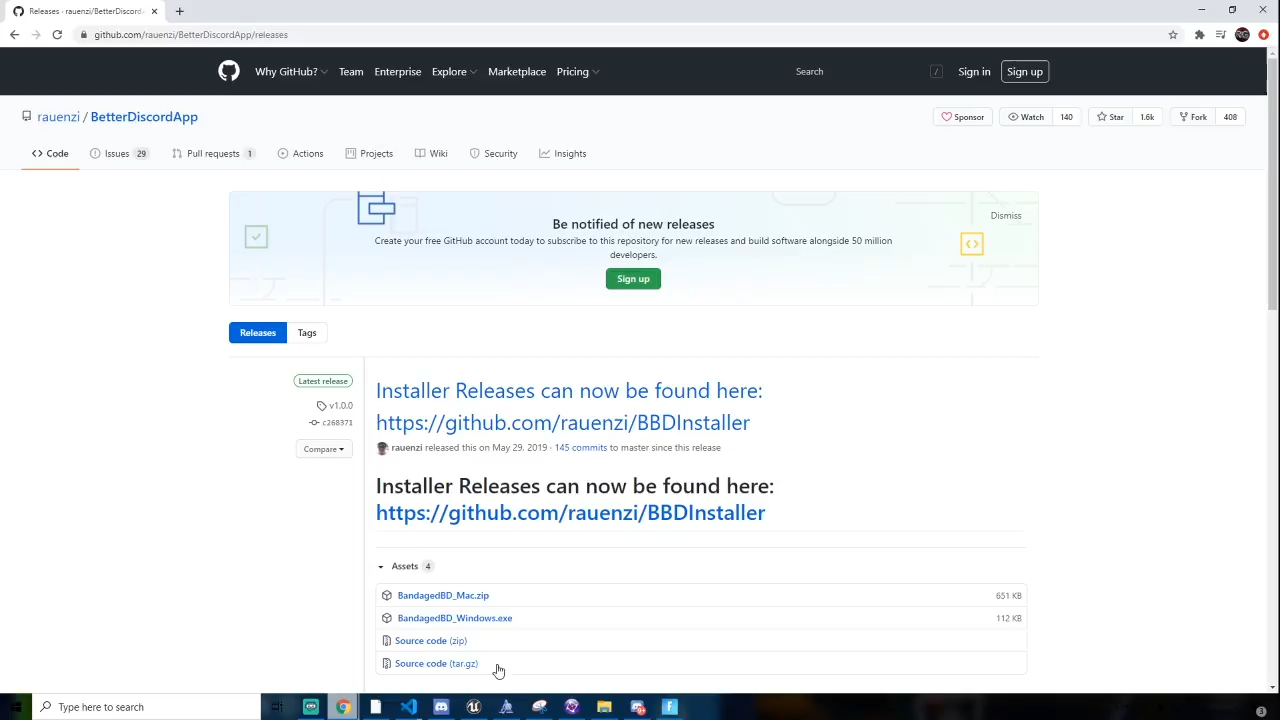 Releases · rauenzi/BetterDiscord
github.com/rauenzi/BetterDiscordApp/releases
Why GitHub? Team Enterprise Explore Marketplace Pricing Search / Sign in Sign up
rauenzi / BetterDiscordApp Sponsor Watch 140 Star 1.6k Fork 408
Code Issues 29 Pull requests 1 Actions Projects Wiki Security Insights
Be notified of new releases
Dismiss
Create your free GitHub account today to subscribe to this repository for new releases and build software alongside 50 million
developers.
Sign up
Releases Tags
Latest release
v1.0.0
c268371
Compare
Installer Releases can now be found here:
https://github.com/rauenzi/BBDInstaller
rauenzi released this on May 29, 2019 · 145 commits to master since this release
Installer Releases can now be found here:
https://github.com/rauenzi/BBDInstaller
Assets 4
BandagedBD_Mac.zip 651 KB
BandagedBD_Windows.exe 112 KB
Source code (zip)
Source code (tar.gz)
Type here to search